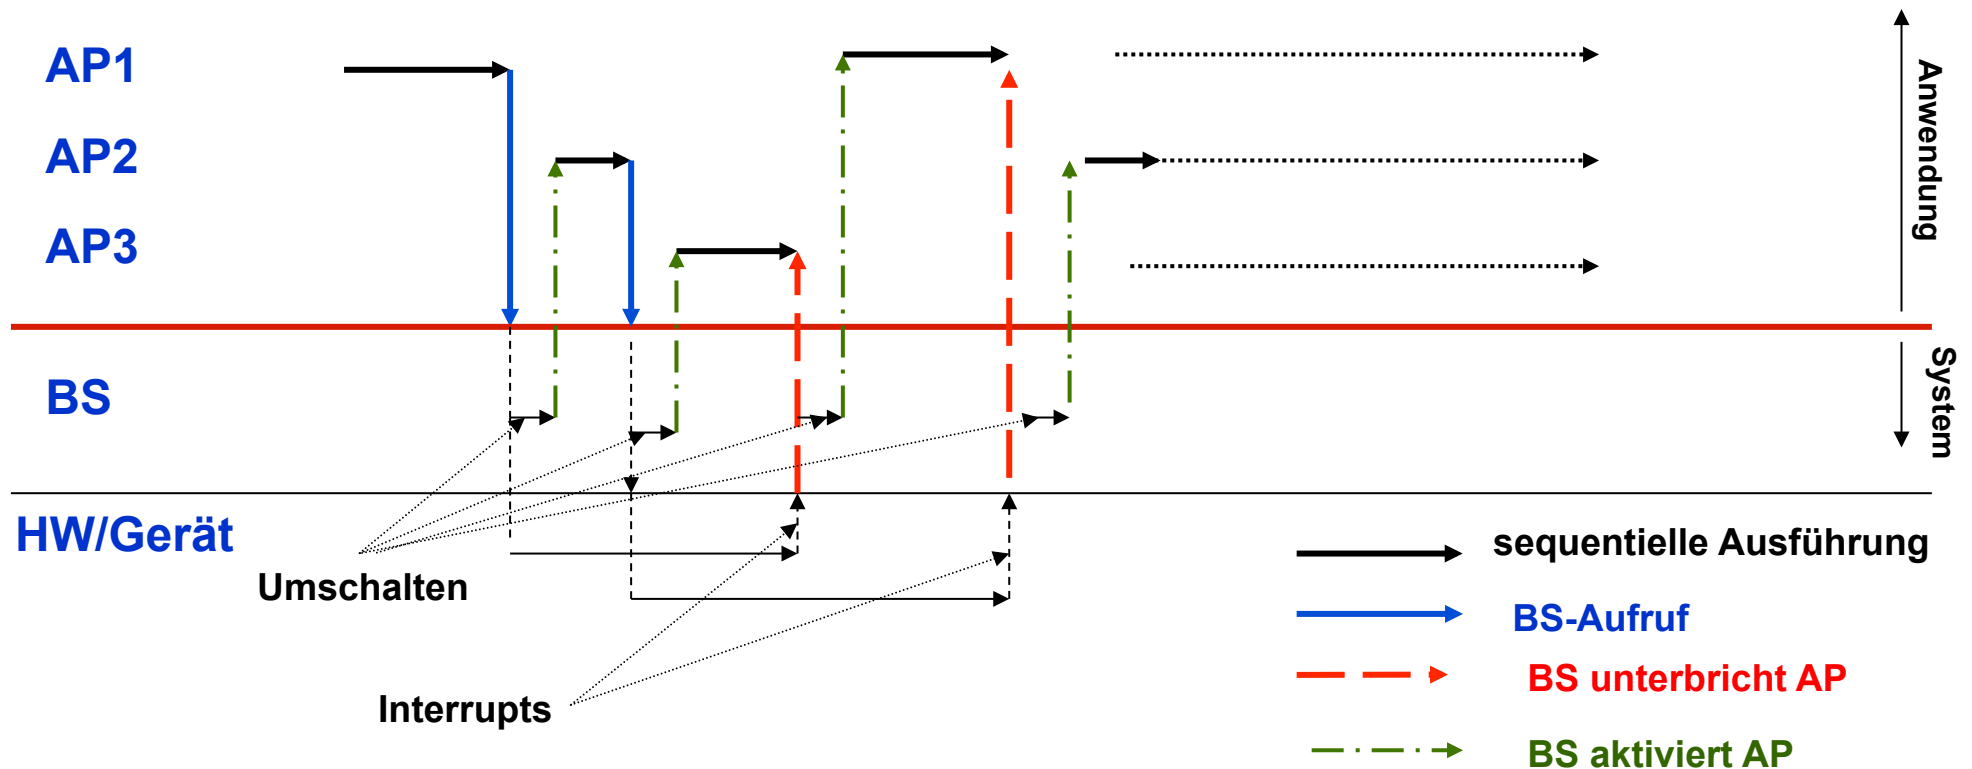 AP1
AP2
AP3
Anwendung
BS
System
HW/Gerät
Umschalten
Interrupts
sequentielle Ausführung
BS-Aufruf
BS unterbricht AP
BS aktiviert AP